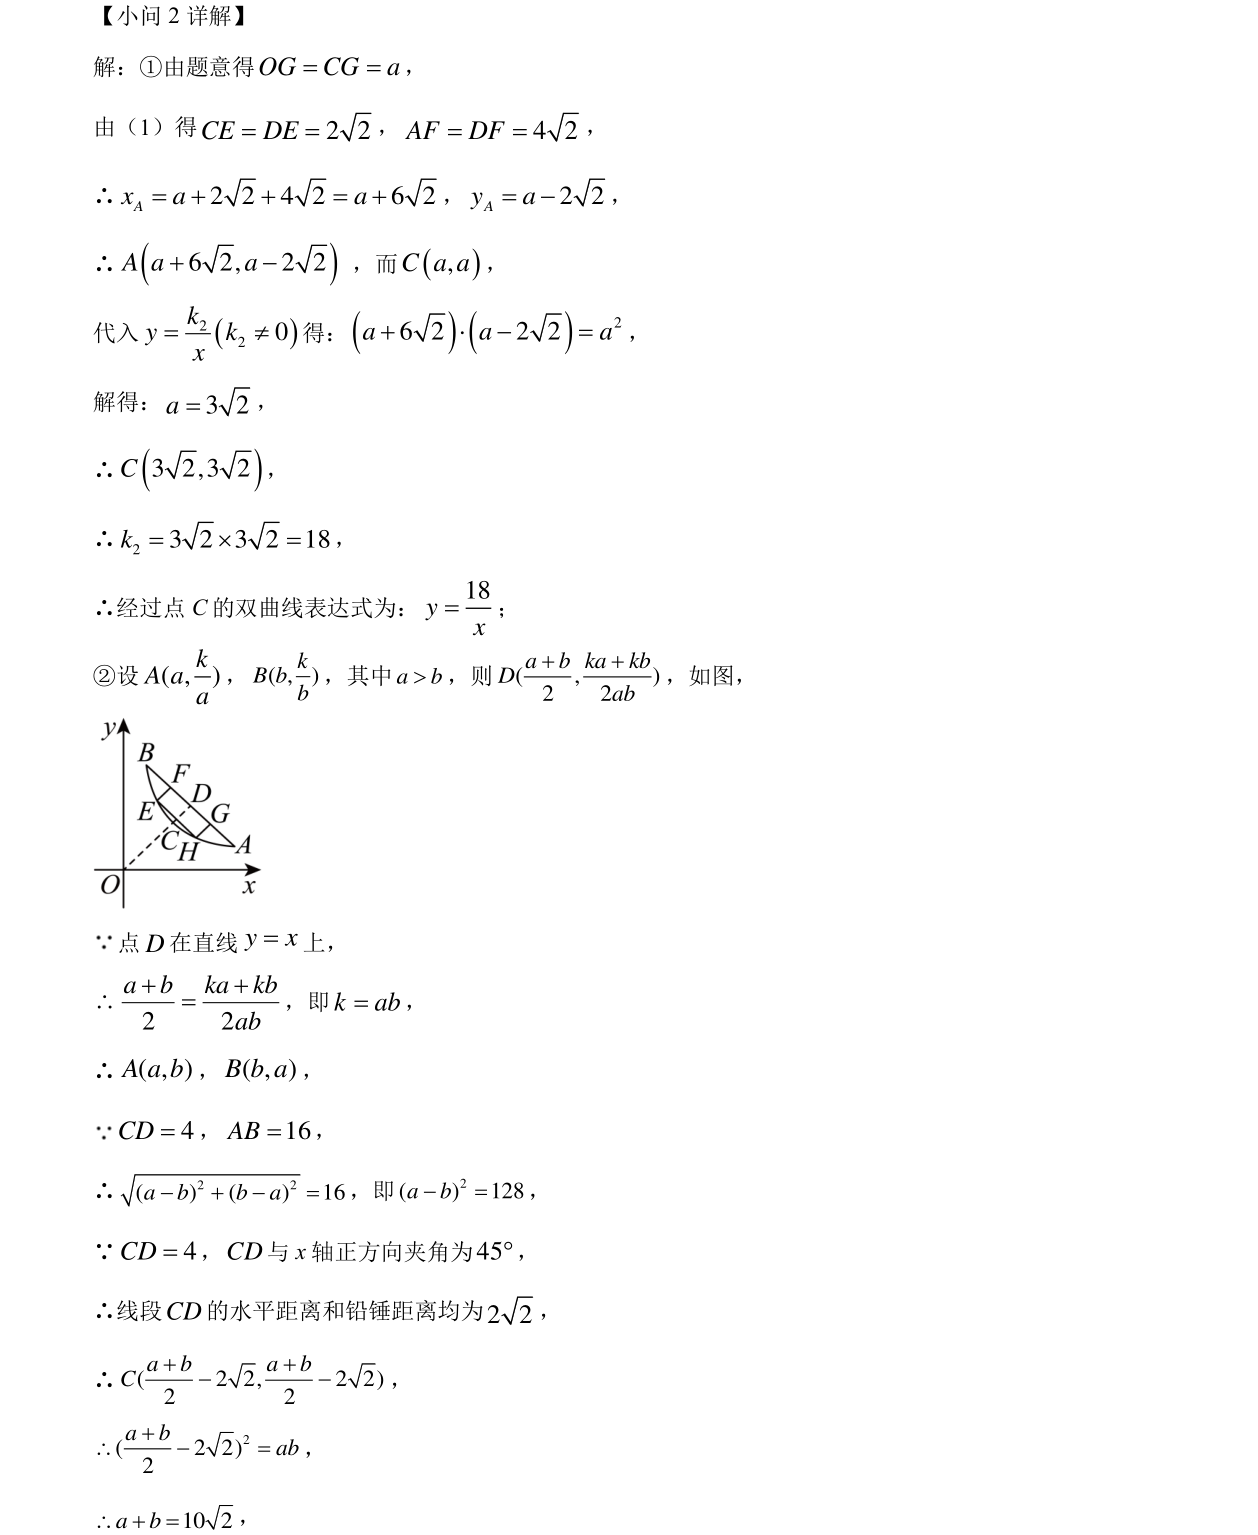 【小问 2 详解】
解：①由题意得 OG = CG = a，
由（1）得 CE = DE = 2√2，AF = DF = 4√2，
∴ x_A = a + 2√2 + 4√2 = a + 6√2，y_A = a − 2√2，
∴ A(a + 6√2, a − 2√2)，而 C(a,a)，
代入 y = k₂/x (k₂ ≠ 0) 得：(a + 6√2)·(a − 2√2) = a²，
解得：a = 3√2，
∴ C(3√2, 3√2)，
∴ k₂ = 3√2 × 3√2 = 18，
∴经过点 C 的双曲线表达式为：y = 18/x；
②设 A(a, k/a)，B(b, k/b)，其中 a > b，则 D((a+b)/2, (ka+kb)/(2ab))，如图，
y
B
F
D
E
G
C
H
A
O
x
∵点 D 在直线 y = x 上，
∴ (a+b)/2 = (ka+kb)/(2ab)，即 k = ab，
∴ A(a,b)，B(b,a)，
∵ CD = 4，AB = 16，
∴ √((a−b)² + (b−a)²) = 16，即 (a−b)² = 128，
∵ CD = 4，CD 与 x 轴正方向夹角为 45°，
∴线段 CD 的水平距离和铅锤距离均为 2√2，
∴ C((a+b)/2 − 2√2, (a+b)/2 − 2√2)，
∴ ((a+b)/2 − 2√2)² = ab，
∴ a + b = 10√2，